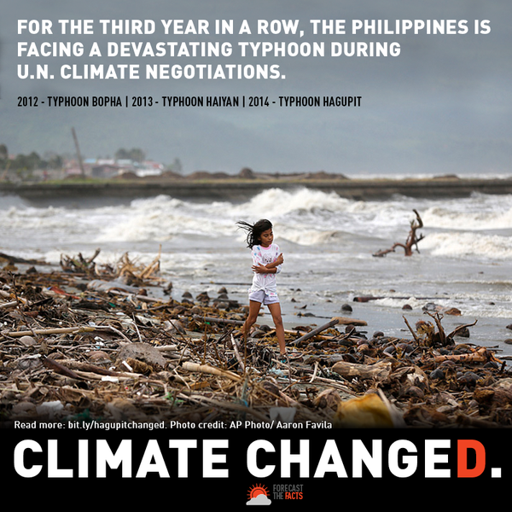 FOR THE THIRD YEAR IN A ROW, THE PHILIPPINES IS
FACING A DEVASTATING TYPHOON DURING
U.N. CLIMATE NEGOTIATIONS.
2012 - TYPHOON BOPHA | 2013 - TYPHOON HAIYAN | 2014 - TYPHOON HAGUPIT
Read more: bit.ly/hagupitchanged. Photo credit: AP Photo/ Aaron Favila
CLIMATE CHANGED.
FORECAST
THE FACTS